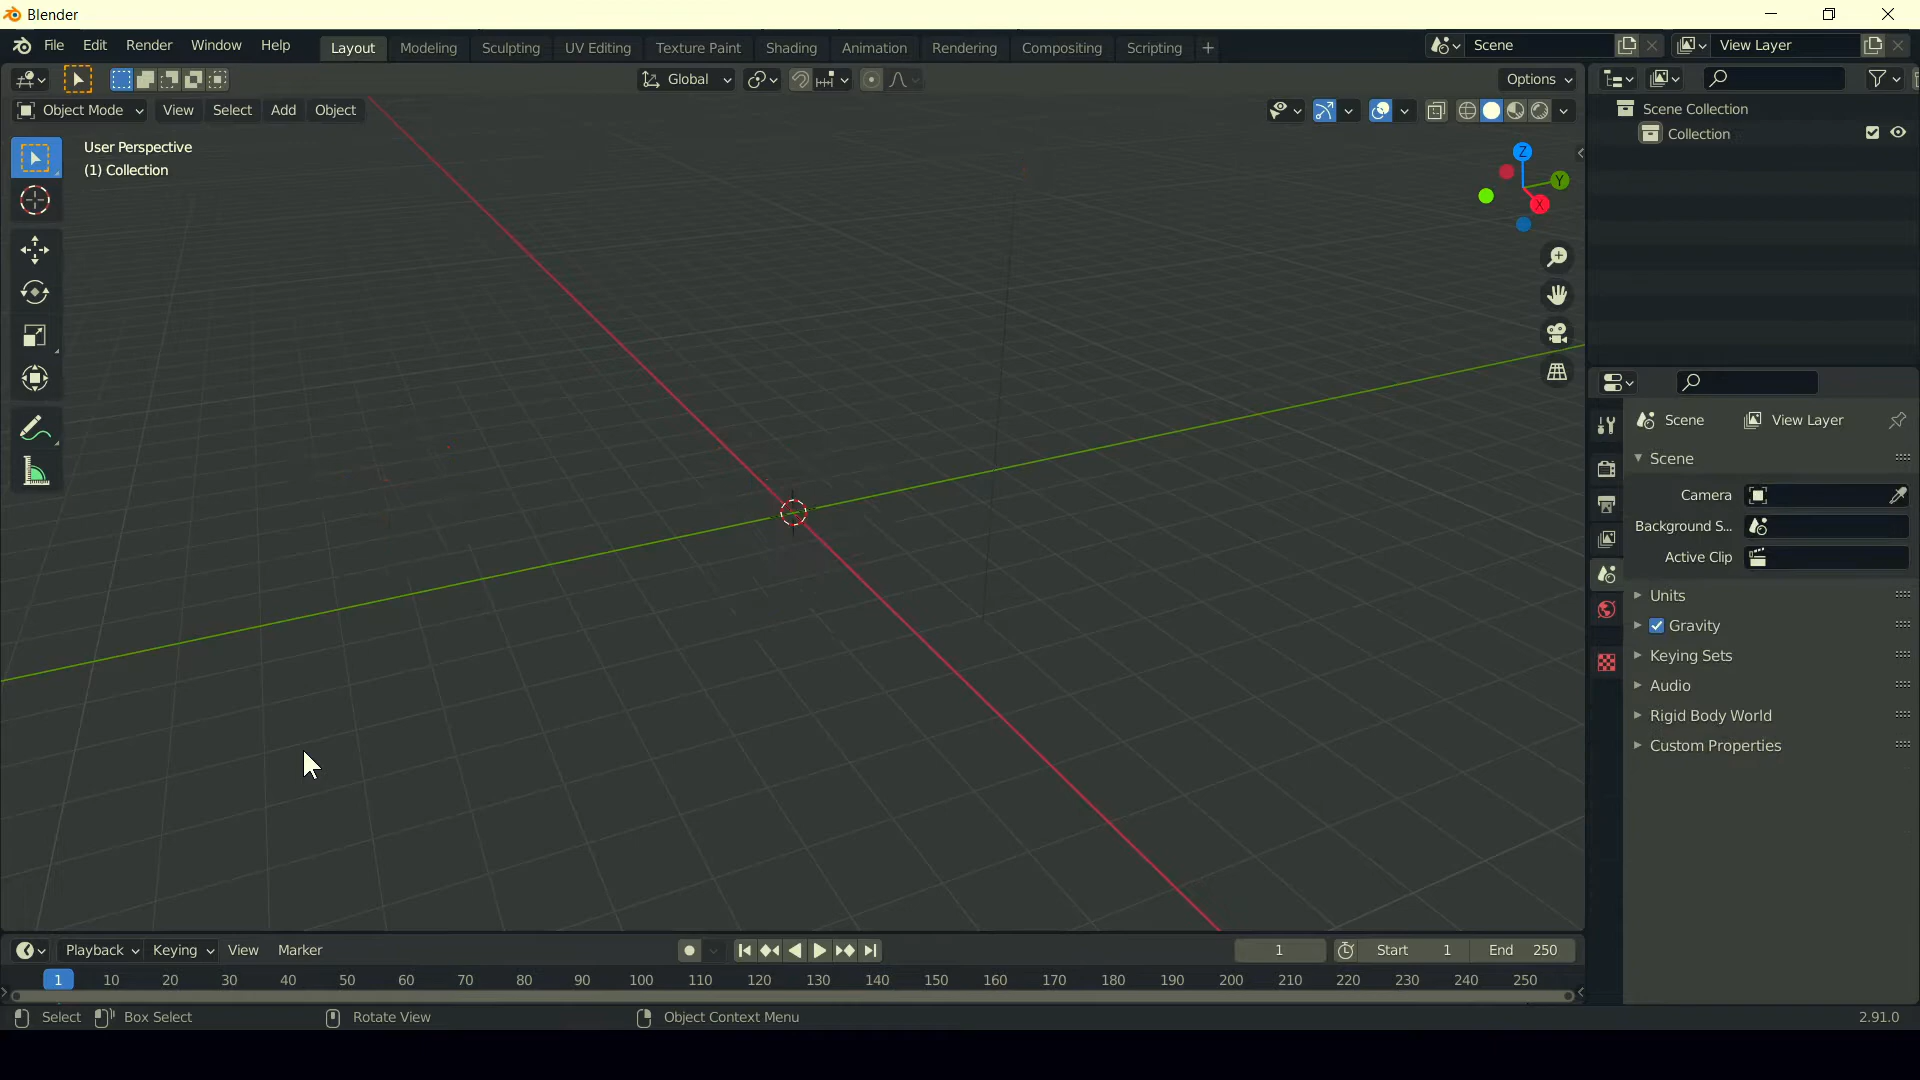 Blender
File Edit Render Window Help Layout Modeling Sculpting UV Editing Texture Paint Shading Animation Rendering Compositing Scripting + Scene View Layer
Global Options
Object Mode View Select Add Object
User Perspective
(1) Collection
Z
Y
X
Scene Collection
Collection
Scene View Layer
Scene
Camera
Background S...
Active Clip
Units
Gravity
Keying Sets
Audio
Rigid Body World
Custom Properties
Playback Keying View Marker 1 Start 1 End 250
1 10 20 30 40 50 60 70 80 90 100 110 120 130 140 150 160 170 180 190 200 210 220 230 240 250
Select Box Select Rotate View Object Context Menu 2.91.0